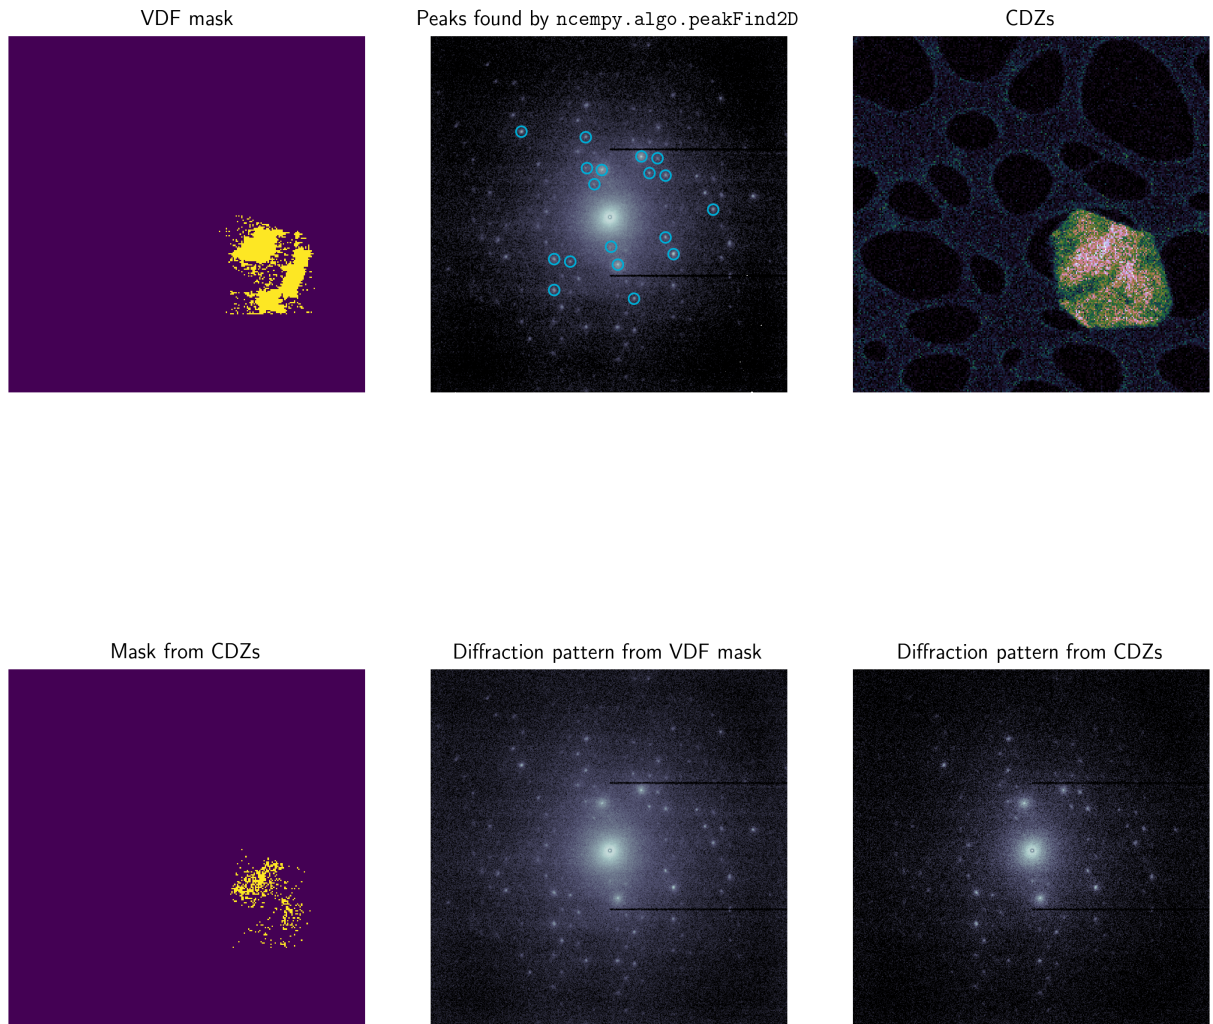 VDF mask
Peaks found by ncempy.algo.peakFind2D
CDZs
Mask from CDZs
Diffraction pattern from VDF mask
Diffraction pattern from CDZs